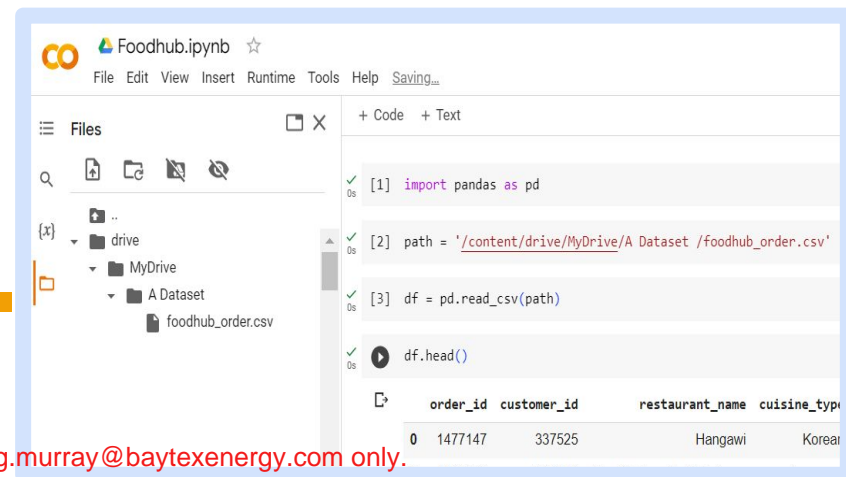 Foodhub.ipynb
File Edit View Insert Runtime Tools Help Saving...
Files
+ Code + Text
{x}
..
drive
MyDrive
A Dataset
foodhub_order.csv
0s [1] import pandas as pd
0s [2] path = '/content/drive/MyDrive/A Dataset /foodhub_order.csv'
0s [3] df = pd.read_csv(path)
0s df.head()
order_id customer_id restaurant_name cuisine_type
0 1477147 337525 Hangawi Korean
g.murray@baytexenergy.com only.